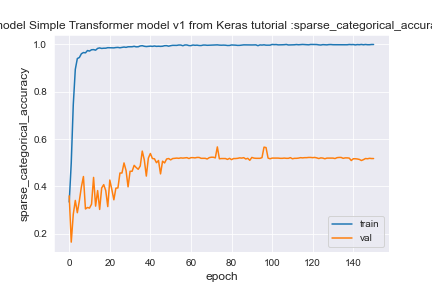 model Simple Transformer model v1 from Keras tutorial :sparse_categorical_accura
sparse_categorical_accuracy
1.0
0.8
0.6
0.4
0.2
train
val
0 20 40 60 80 100 120 140
epoch